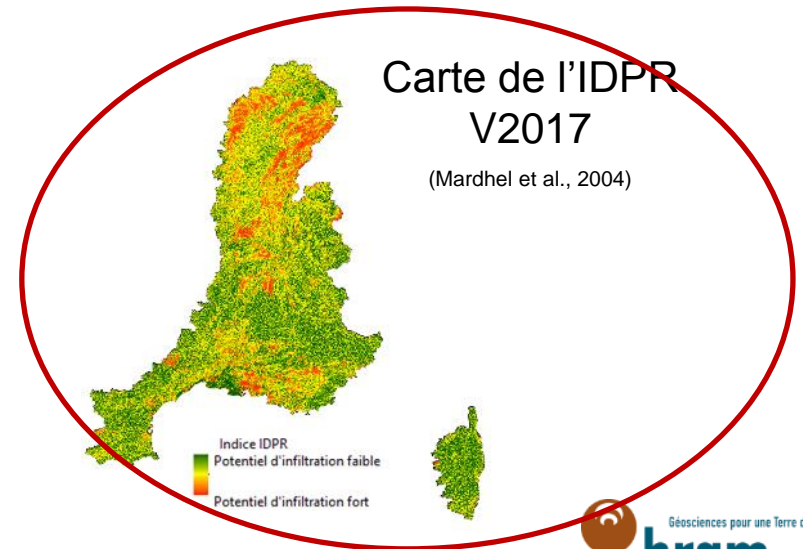 Carte de l'IDPR
V2017
(Mardhel et al., 2004)
Indice IDPR
Potentiel d'infiltration faible
Potentiel d'infiltration fort
Géosciences pour une Terre